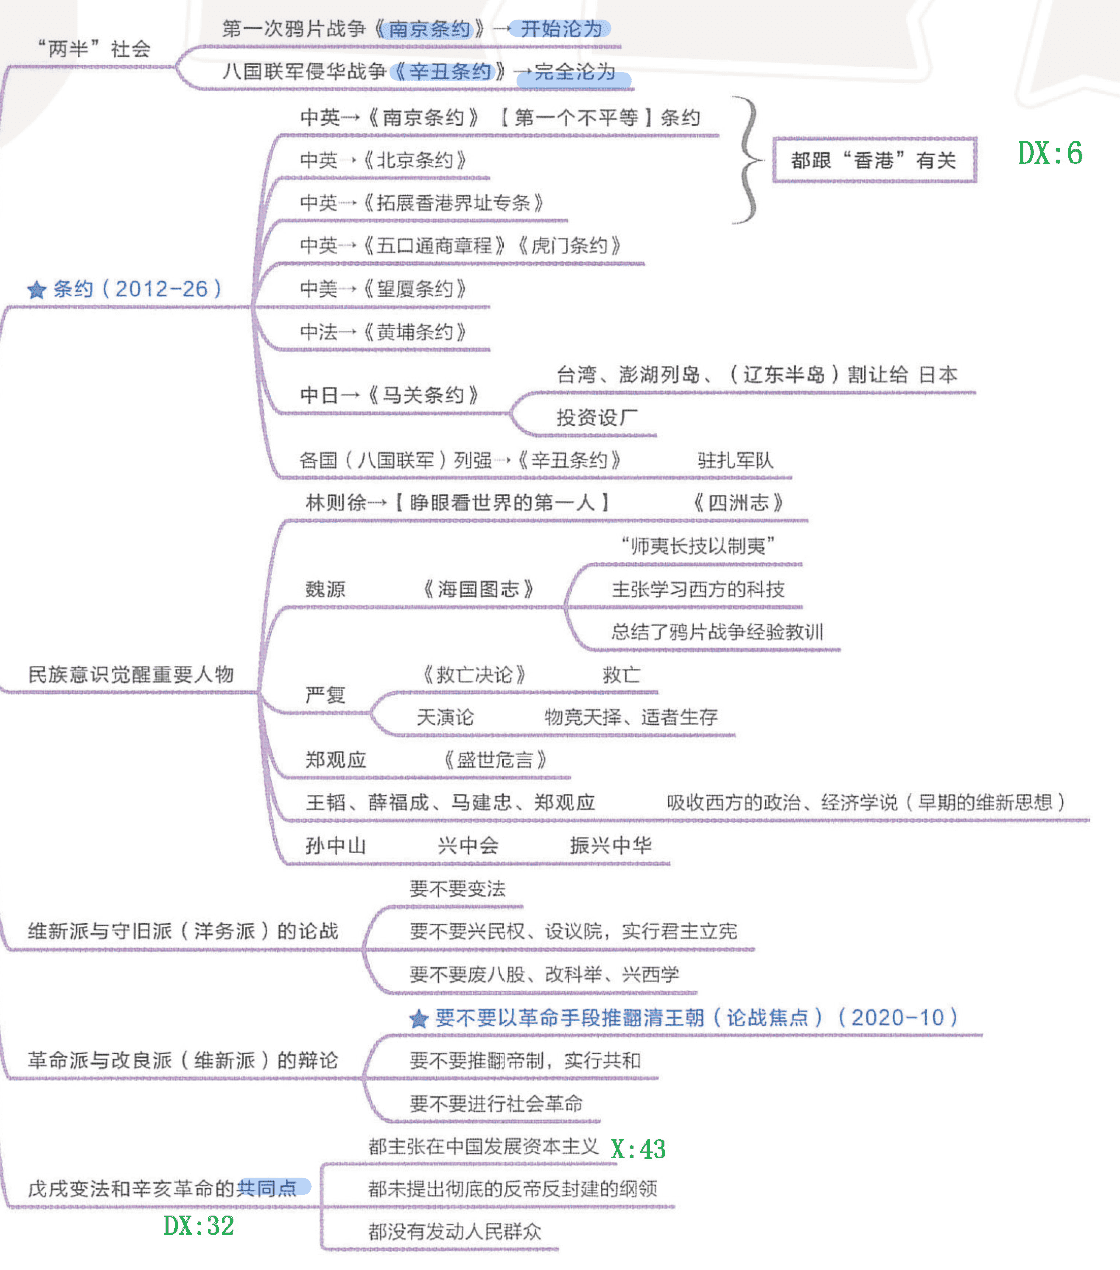 “两半”社会
第一次鸦片战争《南京条约》→开始沦为
八国联军侵华战争《辛丑条约》→完全沦为
★条约（2012-26）
中英→《南京条约》【第一个不平等】条约
中英→《北京条约》
中英→《拓展香港界址专条》
都跟“香港”有关
DX:6
中英→《五口通商章程》《虎门条约》
中美→《望厦条约》
中法→《黄埔条约》
中日→《马关条约》
台湾、澎湖列岛、（辽东半岛）割让给 日本
投资设厂
各国（八国联军）列强→《辛丑条约》 驻扎军队
民族意识觉醒重要人物
林则徐→【睁眼看世界的第一人】 《四洲志》
魏源 《海国图志》
“师夷长技以制夷”
主张学习西方的科技
总结了鸦片战争经验教训
严复
《救亡决论》 救亡
天演论 物竞天择、适者生存
郑观应 《盛世危言》
王韬、薛福成、马建忠、郑观应 吸收西方的政治、经济学说（早期的维新思想）
孙中山 兴中会 振兴中华
维新派与守旧派（洋务派）的论战
要不要变法
要不要兴民权、设议院，实行君主立宪
要不要废八股、改科举、兴西学
革命派与改良派（维新派）的辩论
★要不要以革命手段推翻清王朝（论战焦点）（2020-10）
要不要推翻帝制，实行共和
要不要进行社会革命
戊戌变法和辛亥革命的共同点
DX:32
都主张在中国发展资本主义 X:43
都未提出彻底的反帝反封建的纲领
都没有发动人民群众